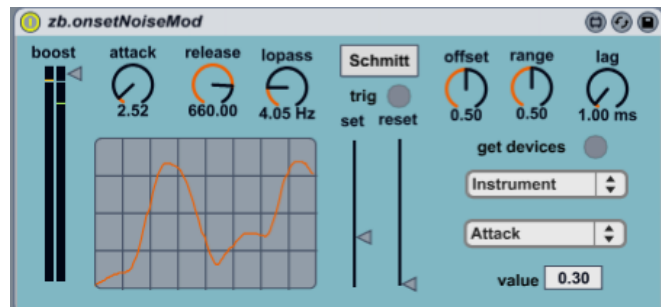 zb.onsetNoiseMod
boost
attack
release
lopass
2.52
660.00
4.05 Hz
Schmitt
trig
set
reset
offset
range
lag
0.50
0.50
1.00 ms
get devices
Instrument
Attack
value
0.30